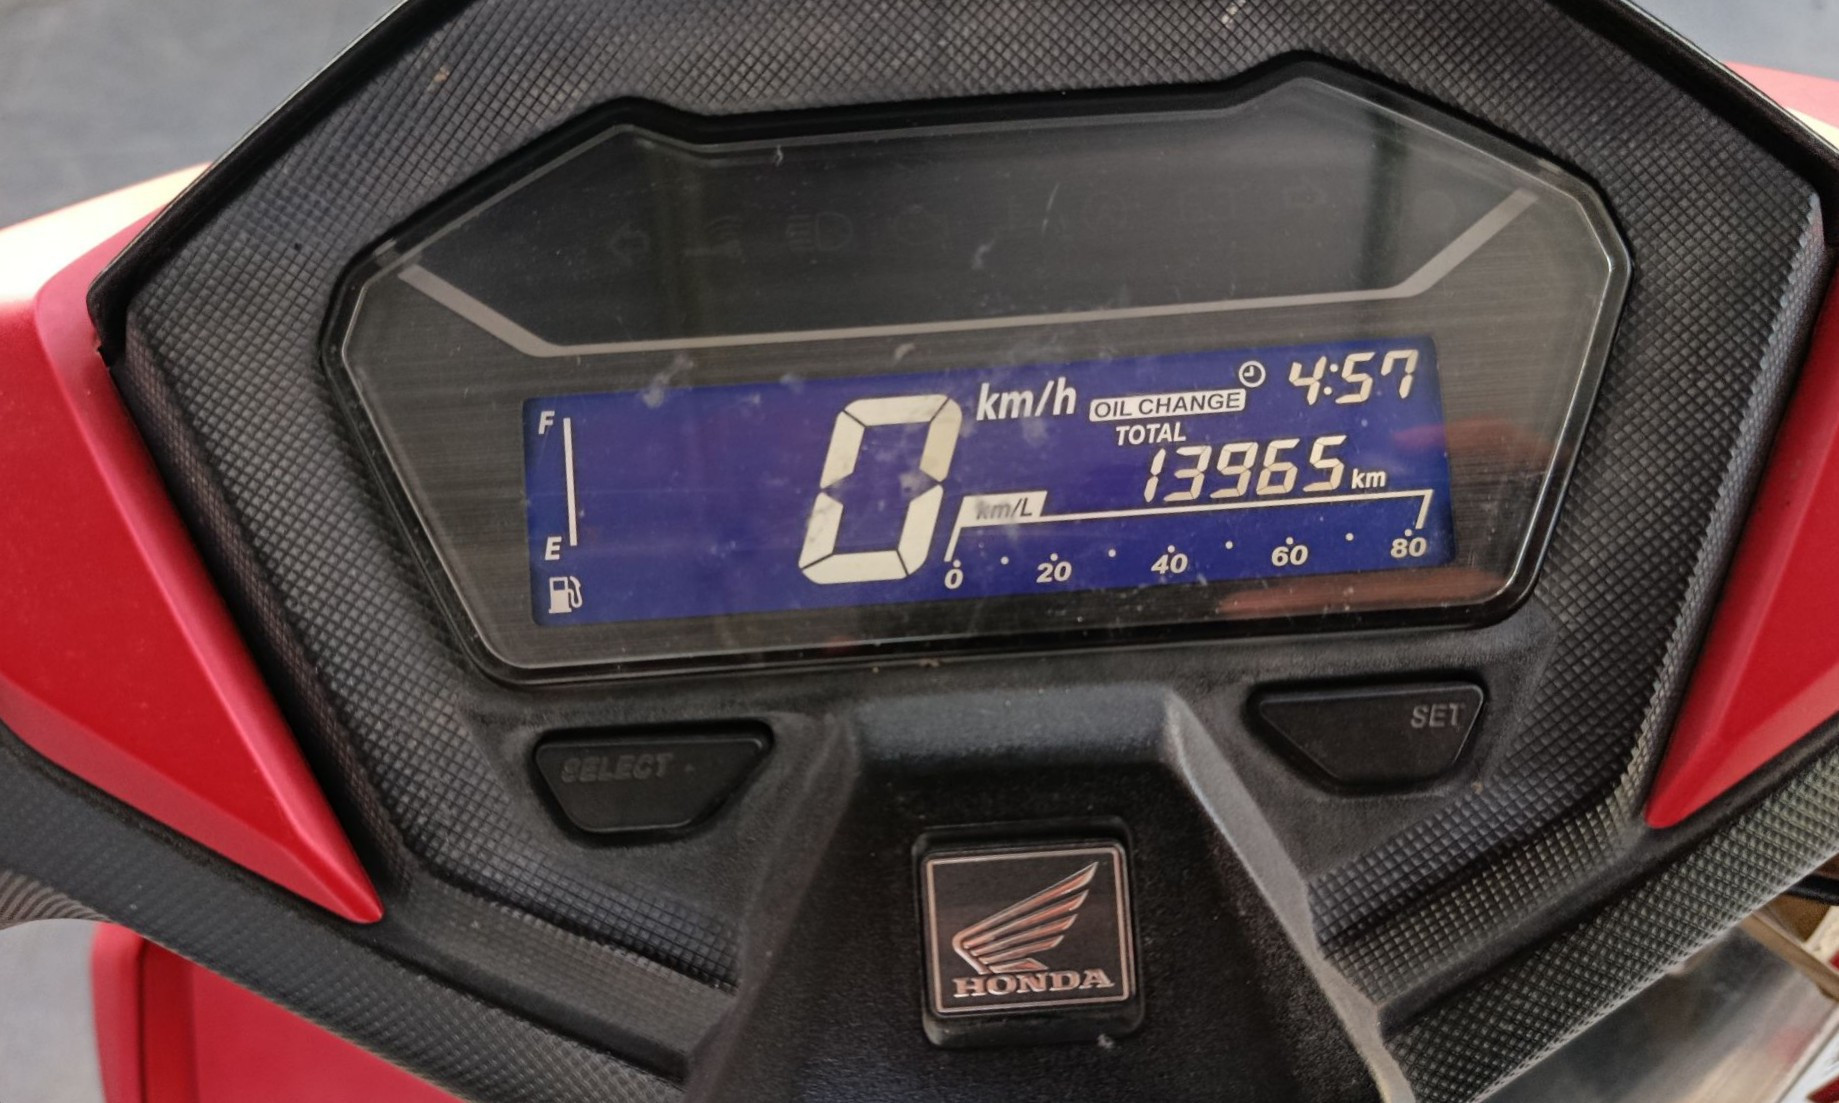 F
E
0 km/h
OIL CHANGE 4:57
TOTAL
13965 km
km/L
0 20 40 60 80
SELECT
SET
HONDA